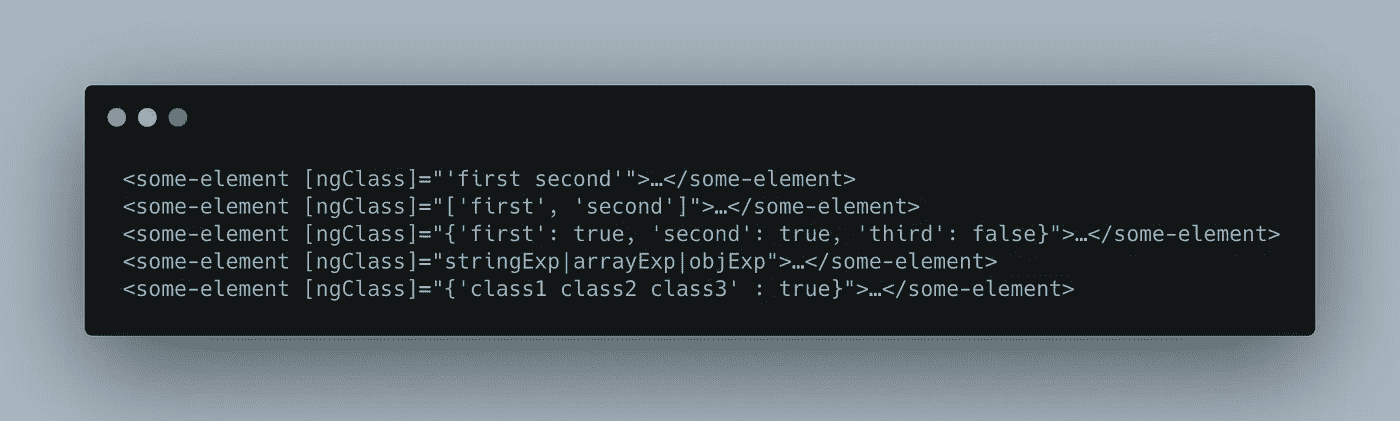 <some-element [ngClass]="'first second'">…</some-element>
<some-element [ngClass]="['first', 'second']">…</some-element>
<some-element [ngClass]="{'first': true, 'second': true, 'third': false}">…</some-element>
<some-element [ngClass]="stringExp|arrayExp|objExp">…</some-element>
<some-element [ngClass]="{'class1 class2 class3' : true}">…</some-element>